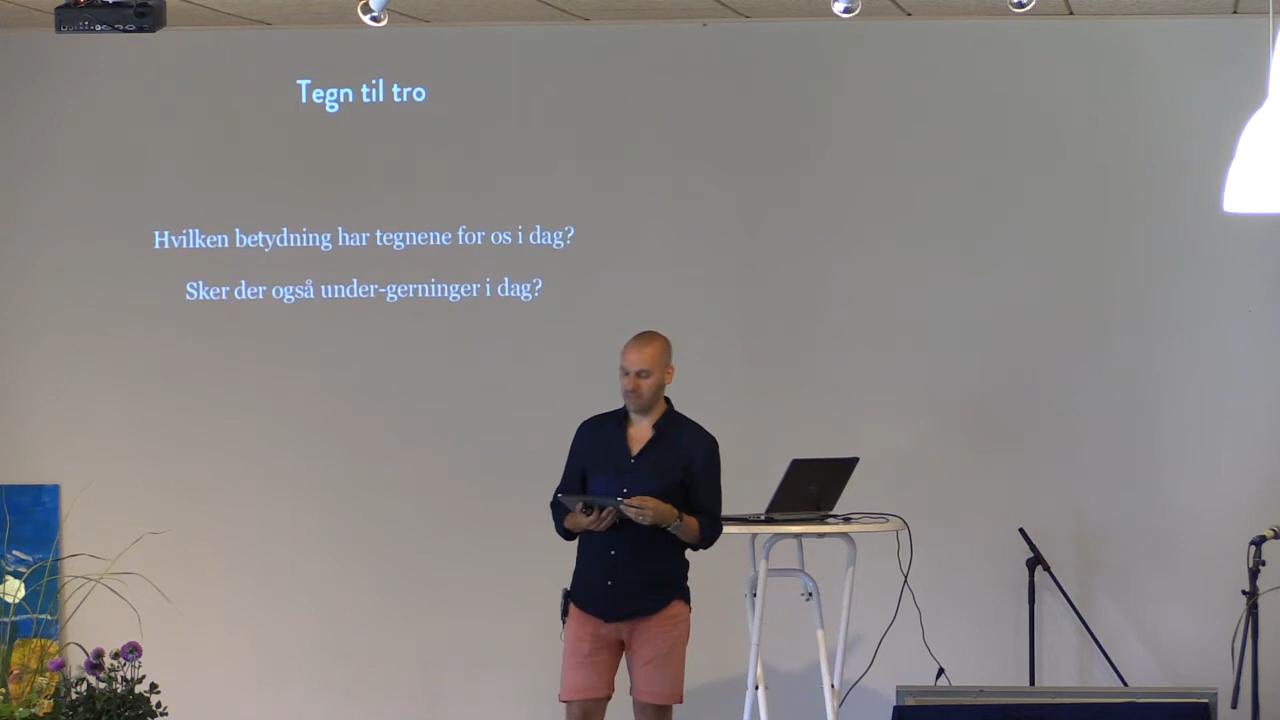 Tegn til tro
Hvilken betydning har tegnene for os i dag?
Sker der også under-gerninger i dag?